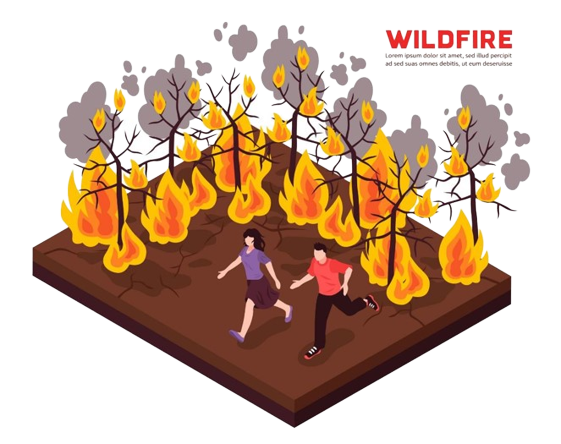 WILDFIRE
Lorem ipsum dolor sit amet, sed illud percipit
ad sed suas omnes debitis, ut eum deseruisse